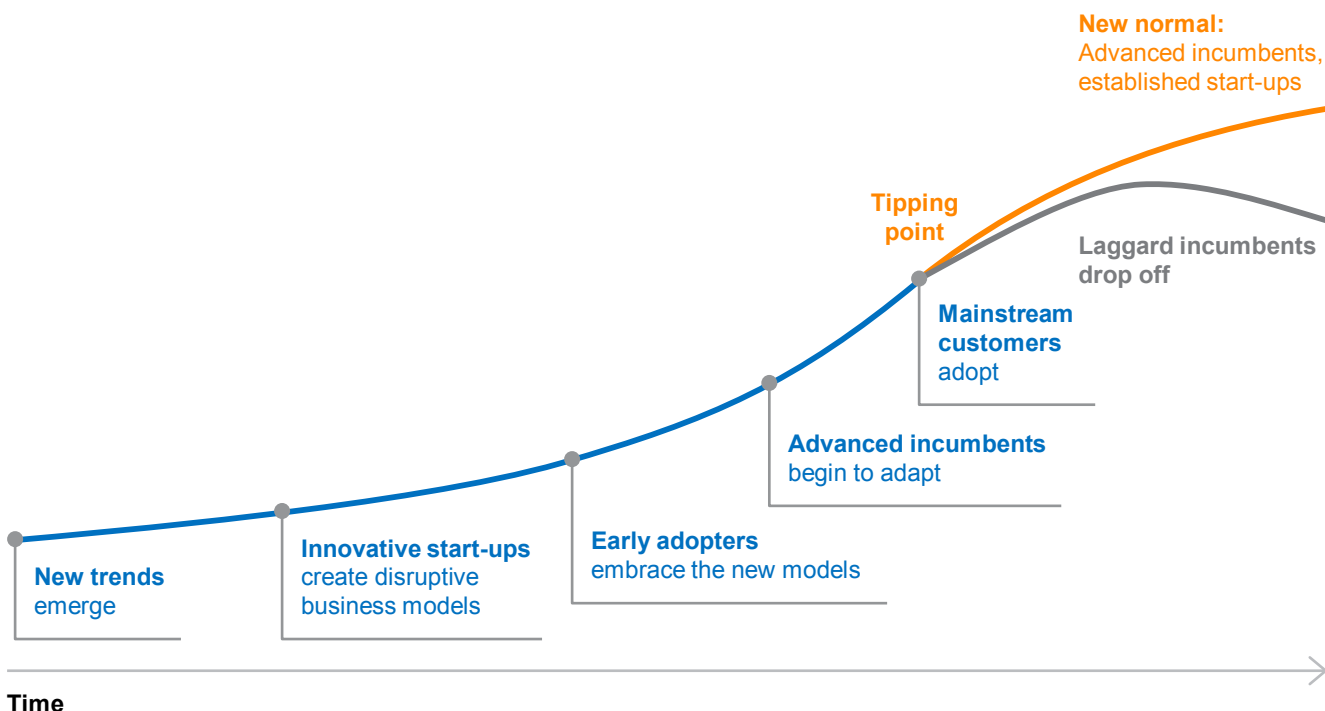 New normal:
Advanced incumbents,
established start-ups
Tipping
point
Laggard incumbents
drop off
Mainstream
customers
adopt
Advanced incumbents
begin to adapt
Early adopters
embrace the new models
Innovative start-ups
create disruptive
business models
New trends
emerge
Time